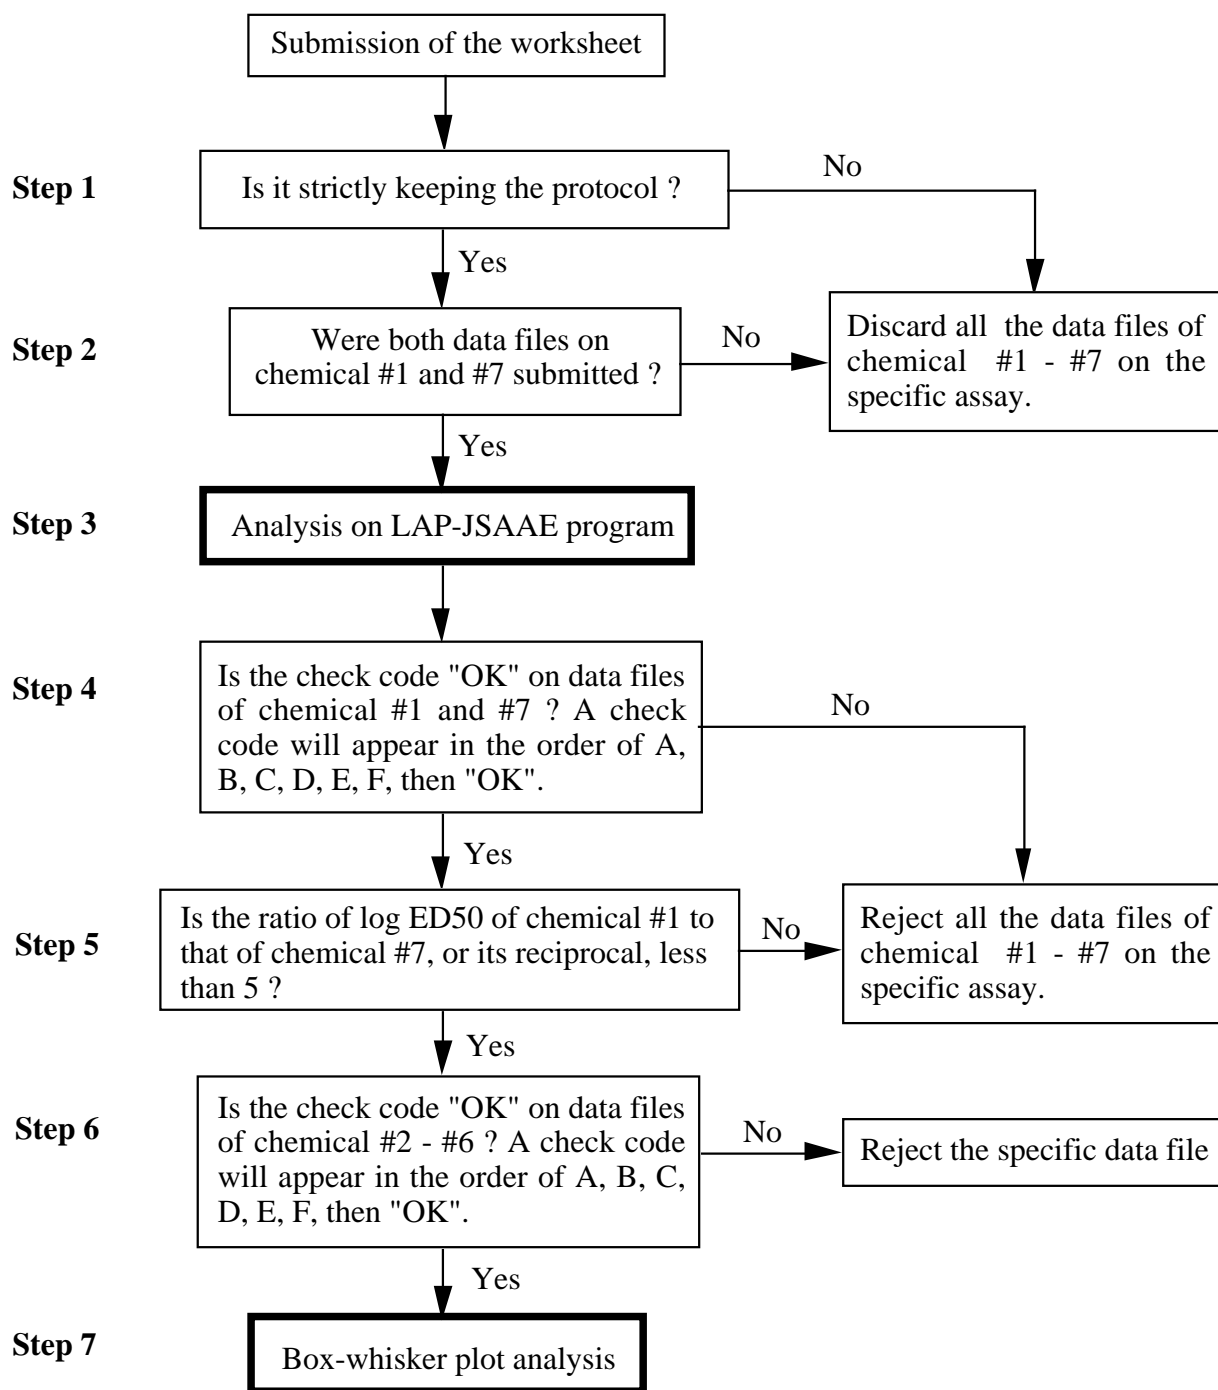 Submission of the worksheet
Step 1
Is it strictly keeping the protocol ?
No
Yes
Step 2
Were both data files on
chemical #1 and #7 submitted ?
No
Discard all the data files of
chemical #1 - #7 on the
specific assay.
Yes
Step 3
Analysis on LAP-JSAAE program
Step 4
Is the check code "OK" on data files
of chemical #1 and #7 ? A check
code will appear in the order of A,
B, C, D, E, F, then "OK".
No
Yes
Step 5
Is the ratio of log ED50 of chemical #1 to
that of chemical #7, or its reciprocal, less
than 5 ?
No
Reject all the data files of
chemical #1 - #7 on the
specific assay.
Yes
Step 6
Is the check code "OK" on data files
of chemical #2 - #6 ? A check code
will appear in the order of A, B, C,
D, E, F, then "OK".
No
Reject the specific data file
Yes
Step 7
Box-whisker plot analysis